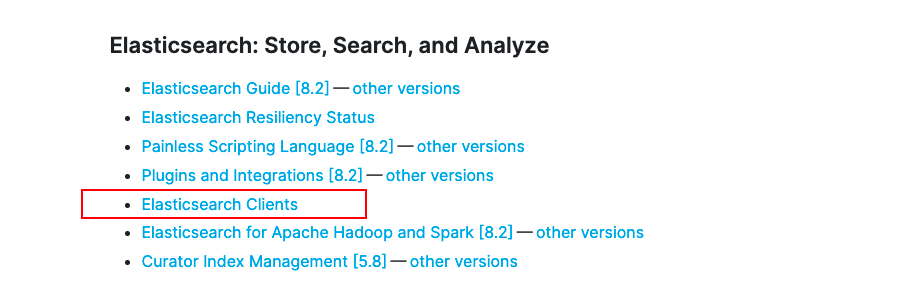 Elasticsearch: Store, Search, and Analyze
Elasticsearch Guide [8.2] — other versions
Elasticsearch Resiliency Status
Painless Scripting Language [8.2] — other versions
Plugins and Integrations [8.2] — other versions
Elasticsearch Clients
Elasticsearch for Apache Hadoop and Spark [8.2] — other versions
Curator Index Management [5.8] — other versions